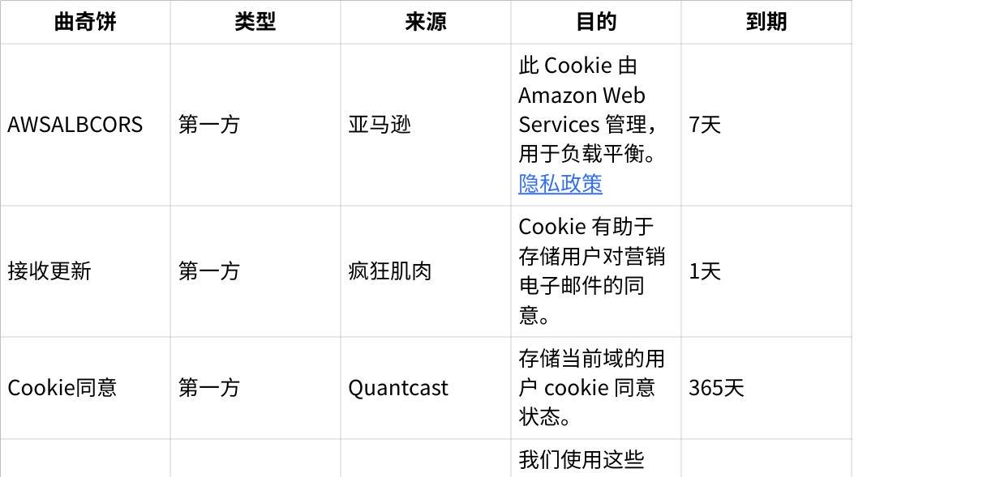 曲奇饼 类型 来源 目的 到期
此 Cookie 由
Amazon Web
AWSALBCORS 第一方 亚马逊 Services 管理， 7天
用于负载平衡。
隐私政策
Cookie 有助于
存储用户对营销
接收更新 第一方 疯狂肌肉 电子邮件的同 1天
意。
存储当前域的用
Cookie同意 第一方 Quantcast 户 cookie 同意 365天
状态。
我们使用这些